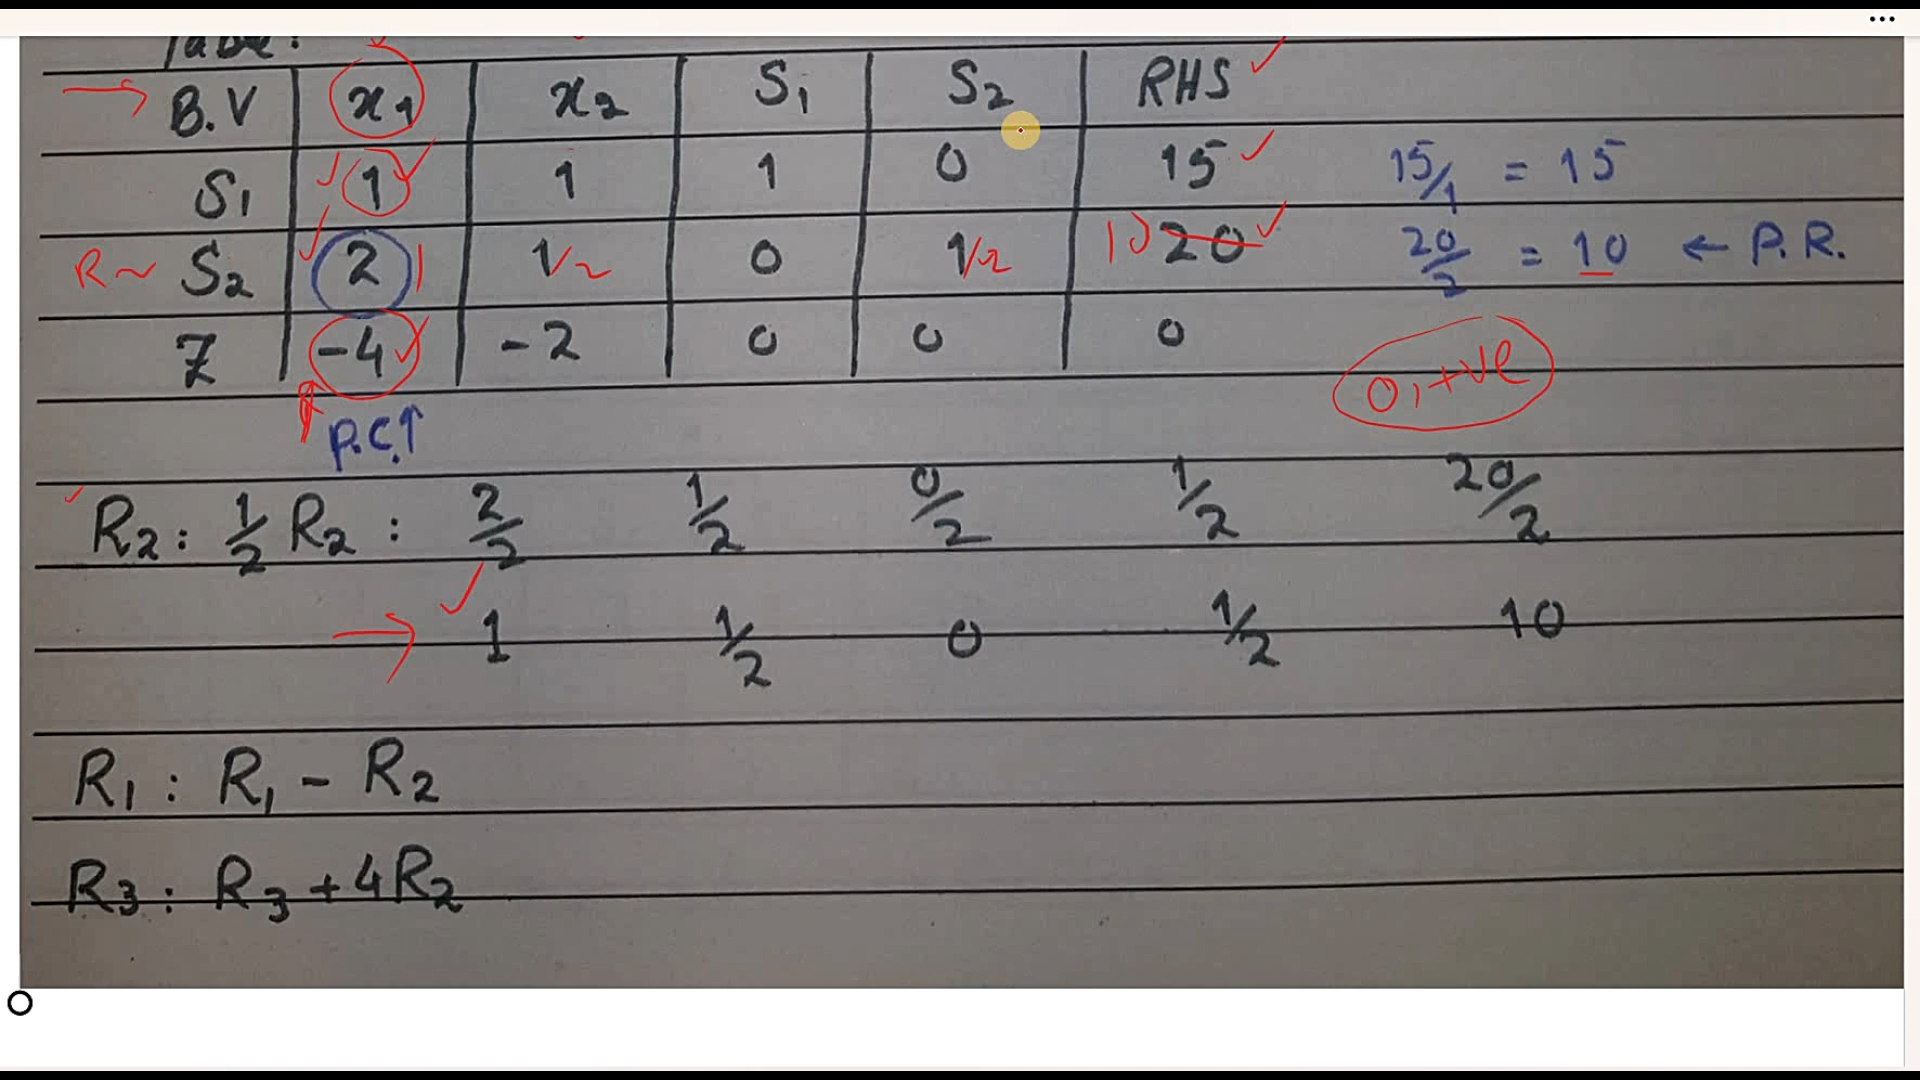 Table:
B.V x1 x2 S1 S2 RHS
S1 1 1 1 0 15 15/1 = 15
R~ S2 2 1 1/2 0 1/2 10 20 20/2 = 10 ← P.R.
Z -4 -2 0 0 0
0, +ve
P.C.↑
R2: 1/2 R2: 2/2 1/2 0/2 1/2 20/2
1 1/2 0 1/2 10
R1: R1 - R2
R3: R3 + 4R2